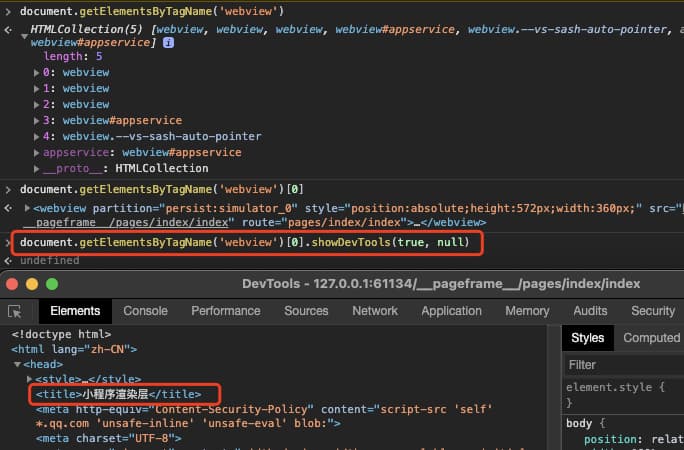 document.getElementsByTagName('webview')
HTMLCollection(5) [webview, webview, webview, webview#appservice, webview.--vs-sash-auto-pointer,
webview#appservice]
length: 5
0: webview
1: webview
2: webview
3: webview#appservice
4: webview.--vs-sash-auto-pointer
appservice: webview#appservice
__proto__: HTMLCollection
document.getElementsByTagName('webview')[0]
<webview partition="persist:simulator_0" style="position:absolute;height:572px;width:360px;" src="
__pageframe__/pages/index/index" route="pages/index/index">…</webview>
document.getElementsByTagName('webview')[0].showDevTools(true, null)
undefined
DevTools - 127.0.0.1:61134/__pageframe__/pages/index/index
Elements Console Performance Sources Network Application Memory Audits Security
<!doctype html>
<html lang="zh-CN">
<head>
<style>…</style>
<title>小程序渲染层</title>
<meta http-equiv="Content-Security-Policy" content="script-src 'self'
*.qq.com 'unsafe-inline' 'unsafe-eval' blob:">
<meta charset="UTF-8">
Styles Computed
Filter
element.style {
}
body {
position: rela